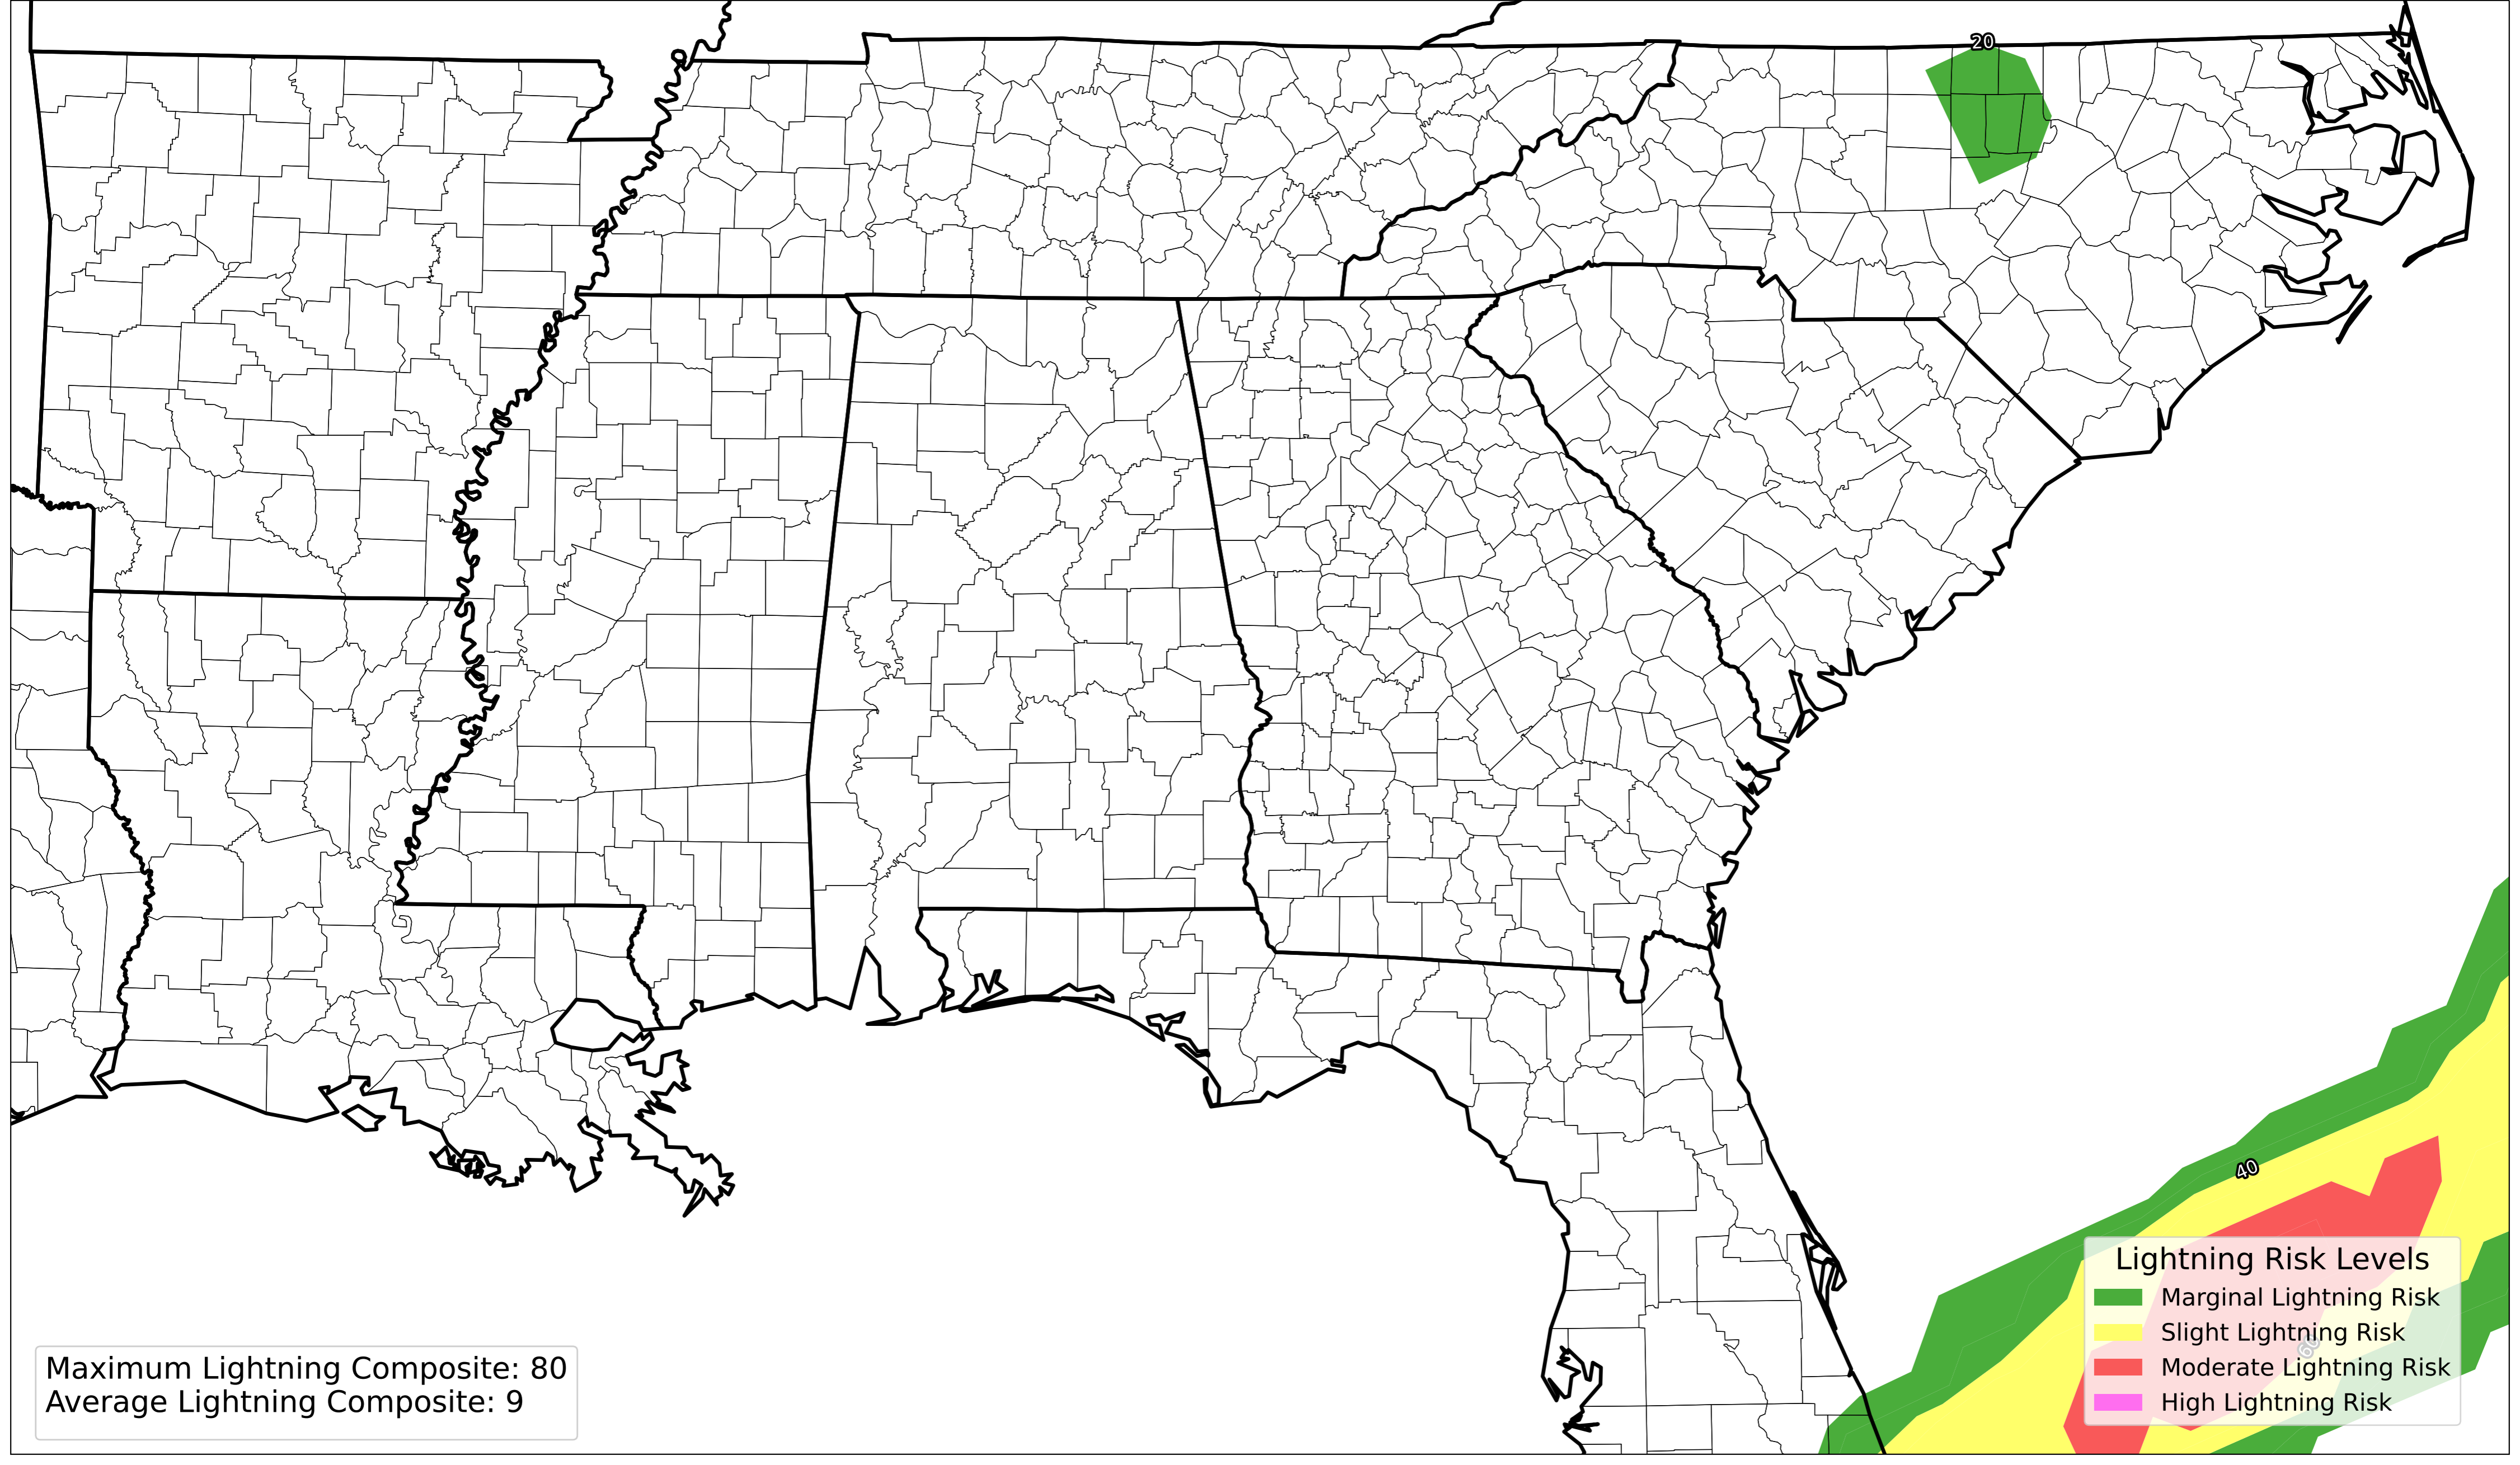 20
40
Lightning Risk Levels
Marginal Lightning Risk
Slight Lightning Risk
60
Moderate Lightning Risk
High Lightning Risk
Maximum Lightning Composite: 80
Average Lightning Composite: 9